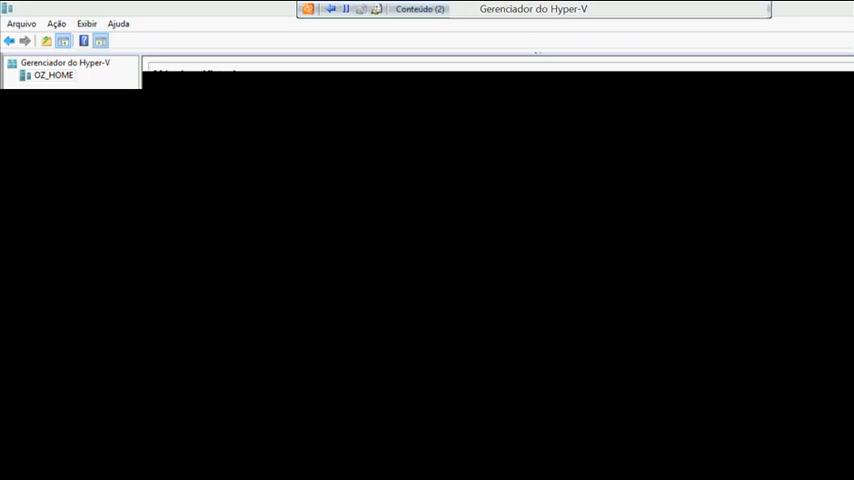 Conteúdo (2)
Gerenciador do Hyper-V
Arquivo Ação Exibir Ajuda
Gerenciador do Hyper-V
OZ_HOME